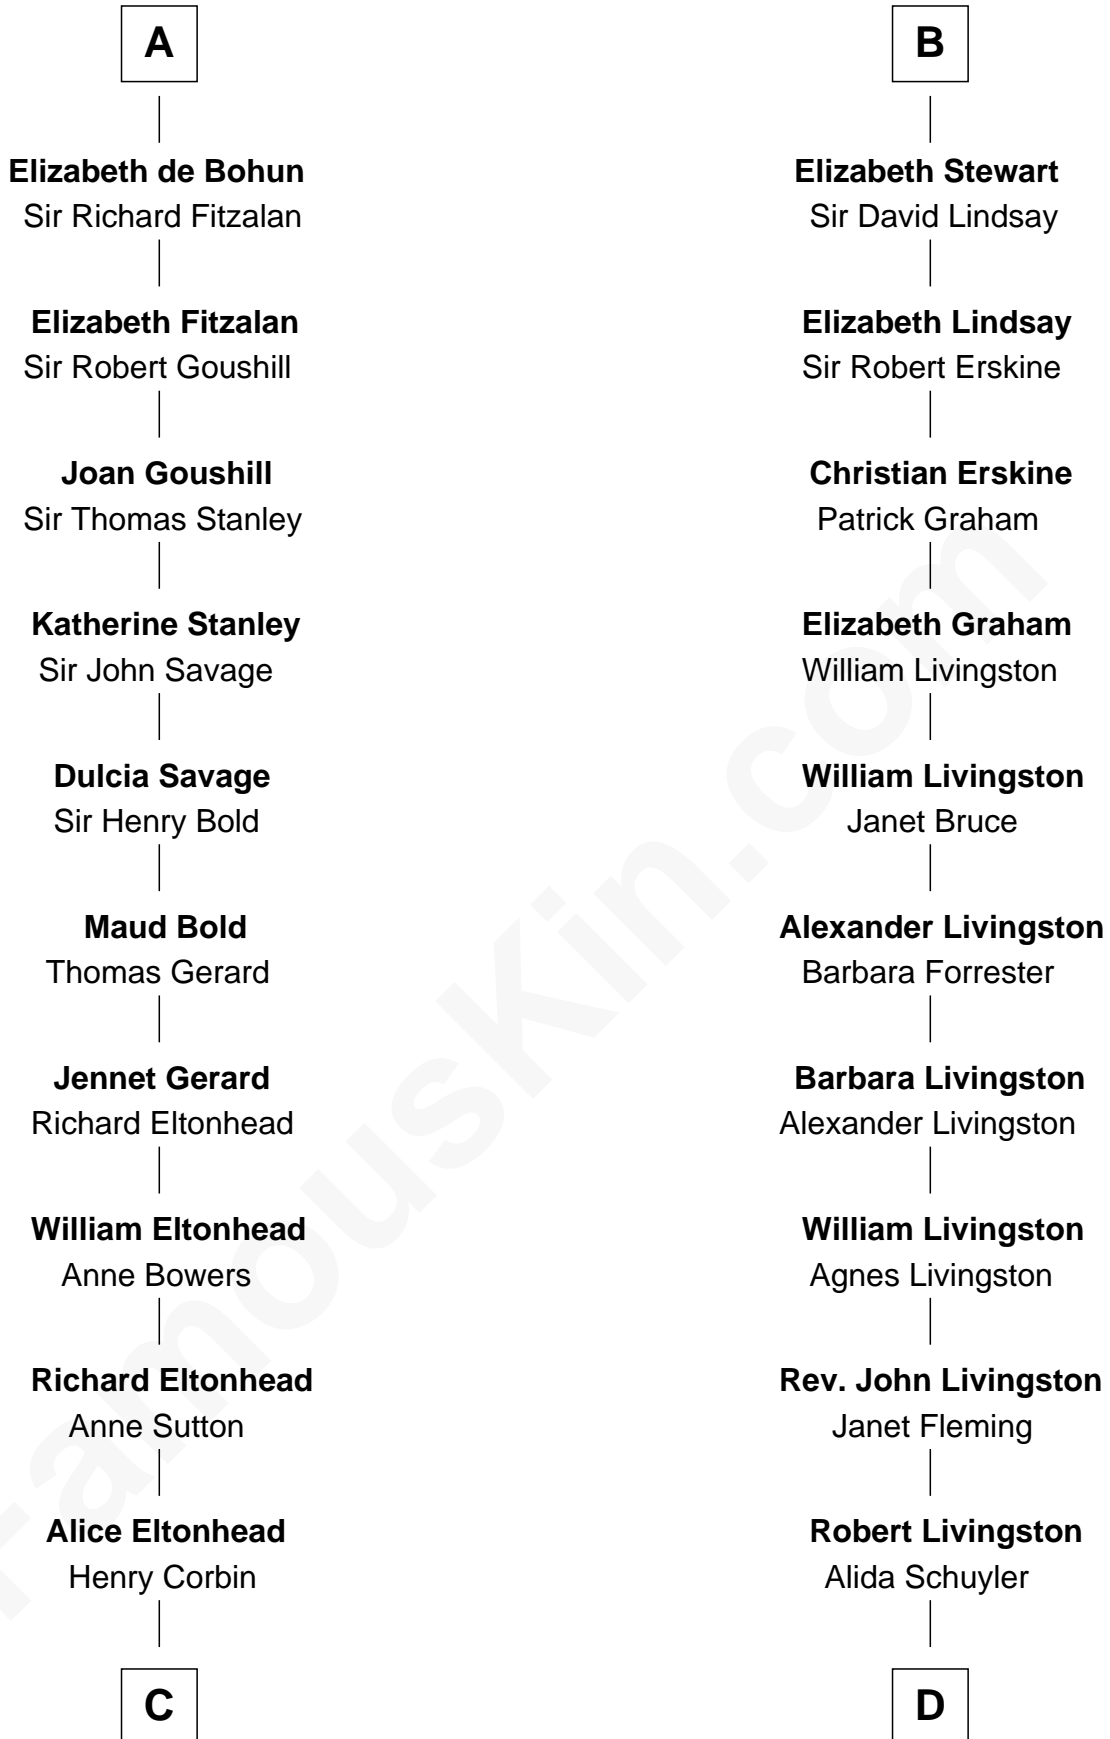 A
Elizabeth de Bohun
Sir Richard Fitzalan
Elizabeth Fitzalan
Sir Robert Goushill
Joan Goushill
Sir Thomas Stanley
Katherine Stanley
Sir John Savage
Dulcia Savage
Sir Henry Bold
Maud Bold
Thomas Gerard
Jennet Gerard
Richard Eltonhead
William Eltonhead
Anne Bowers
Richard Eltonhead
Anne Sutton
Alice Eltonhead
Henry Corbin
C
B
Elizabeth Stewart
Sir David Lindsay
Elizabeth Lindsay
Sir Robert Erskine
Christian Erskine
Patrick Graham
Elizabeth Graham
William Livingston
William Livingston
Janet Bruce
Alexander Livingston
Barbara Forrester
Barbara Livingston
Alexander Livingston
William Livingston
Agnes Livingston
Rev. John Livingston
Janet Fleming
Robert Livingston
Alida Schuyler
D
FamousKin.com